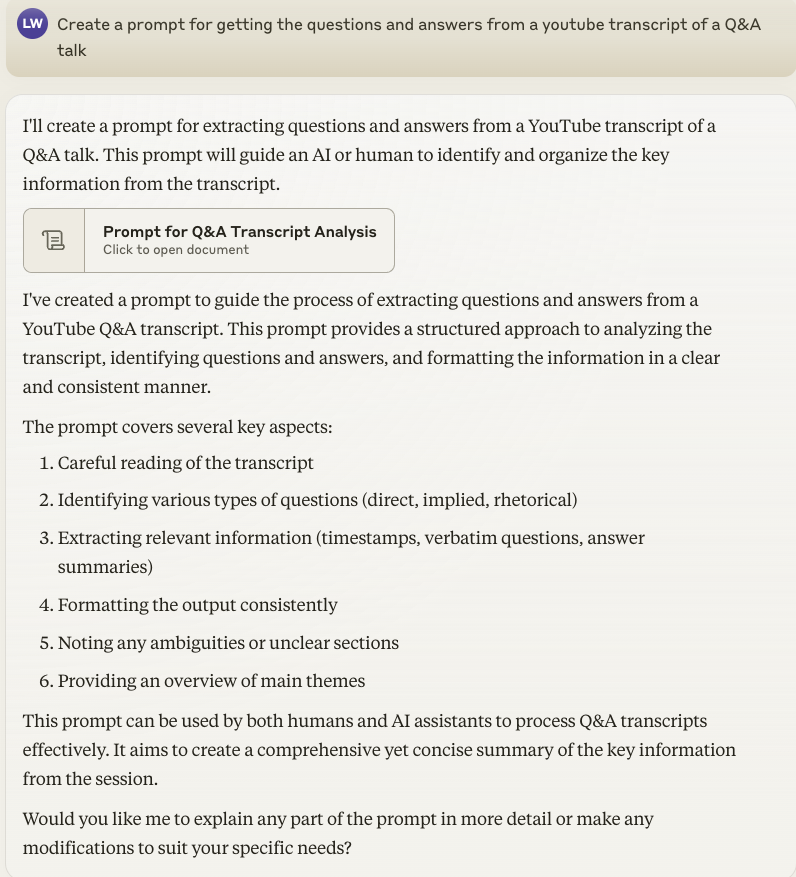 LW
Create a prompt for getting the questions and answers from a youtube transcript of a Q&A
talk
I'll create a prompt for extracting questions and answers from a YouTube transcript of a
Q&A talk. This prompt will guide an AI or human to identify and organize the key
information from the transcript.
Prompt for Q&A Transcript Analysis
Click to open document
I've created a prompt to guide the process of extracting questions and answers from a
YouTube Q&A transcript. This prompt provides a structured approach to analyzing the
transcript, identifying questions and answers, and formatting the information in a clear
and consistent manner.
The prompt covers several key aspects:
1. Careful reading of the transcript
2. Identifying various types of questions (direct, implied, rhetorical)
3. Extracting relevant information (timestamps, verbatim questions, answer
summaries)
4. Formatting the output consistently
5. Noting any ambiguities or unclear sections
6. Providing an overview of main themes
This prompt can be used by both humans and AI assistants to process Q&A transcripts
effectively. It aims to create a comprehensive yet concise summary of the key information
from the session.
Would you like me to explain any part of the prompt in more detail or make any
modifications to suit your specific needs?